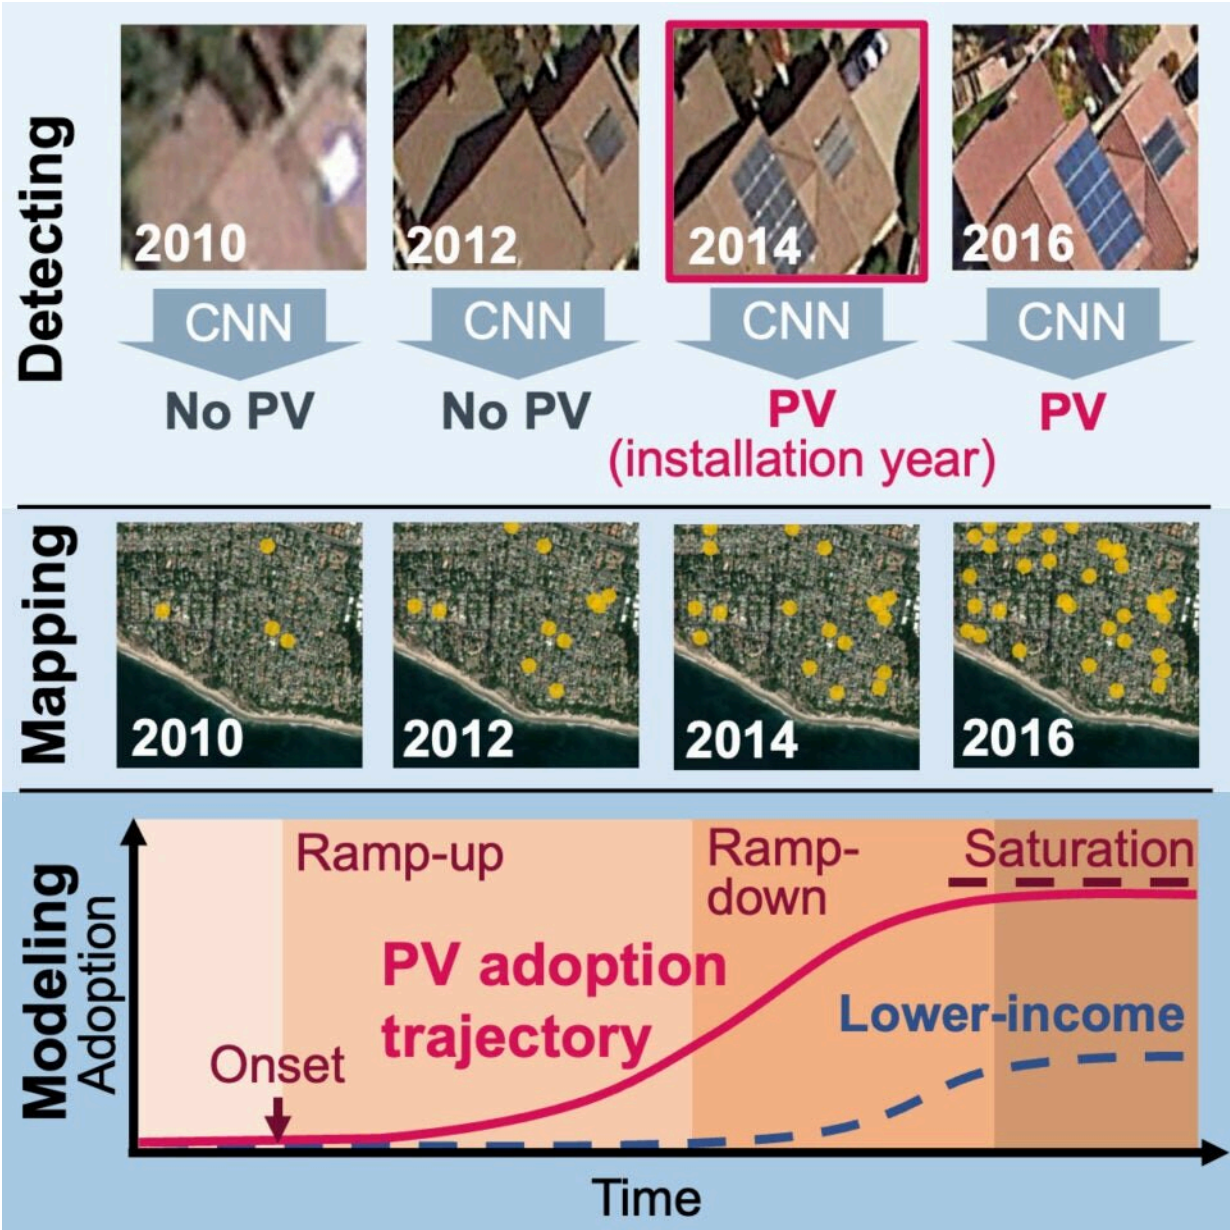 Detecting
2010
2012
2014
2016
CNN
CNN
CNN
CNN
No PV
No PV
PV
(installation year)
PV
Mapping
2010
2012
2014
2016
Modeling
Adoption
Ramp-up
Ramp-
down
Saturation
PV adoption
trajectory
Lower-income
Onset
Time